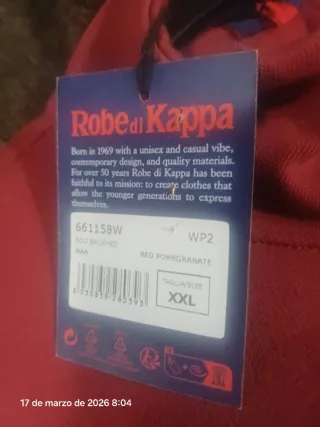 Robe di Kappa
Born in 1969 with a unisex and casual vibe,
contemporary design, and quality materials.
For over 50 years Robe di Kappa has been
faithful to its mission: to create clothes that
allow the younger generations to express
themselves.
661158W
WP2
RED POMEGRANATE
TAGLIA/SIZE
XXL
17 de marzo de 2026 8:04